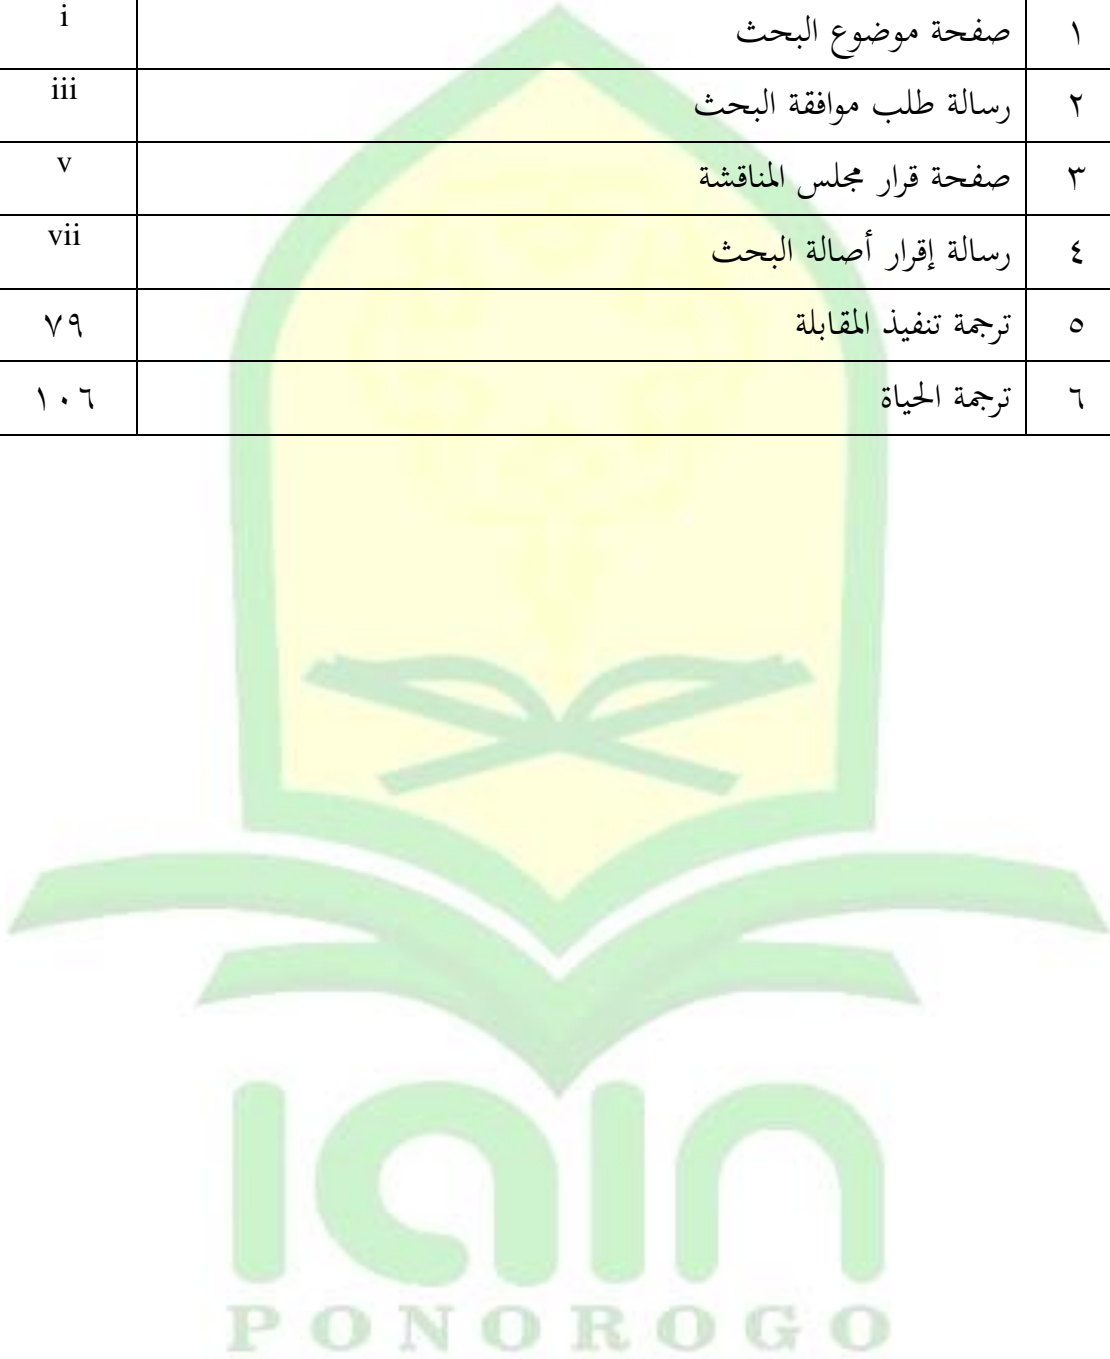 ١ صفحة موضوع البحث i
٢ رسالة طلب موافقة البحث iii
٣ صفحة قرار مجلس المناقشة v
٤ رسالة إقرار أصالة البحث vii
٥ ترجمة تنفيذ المقابلة ٧٩
٦ ترجمة الحياة ١٠٦
iain
PONOROGO